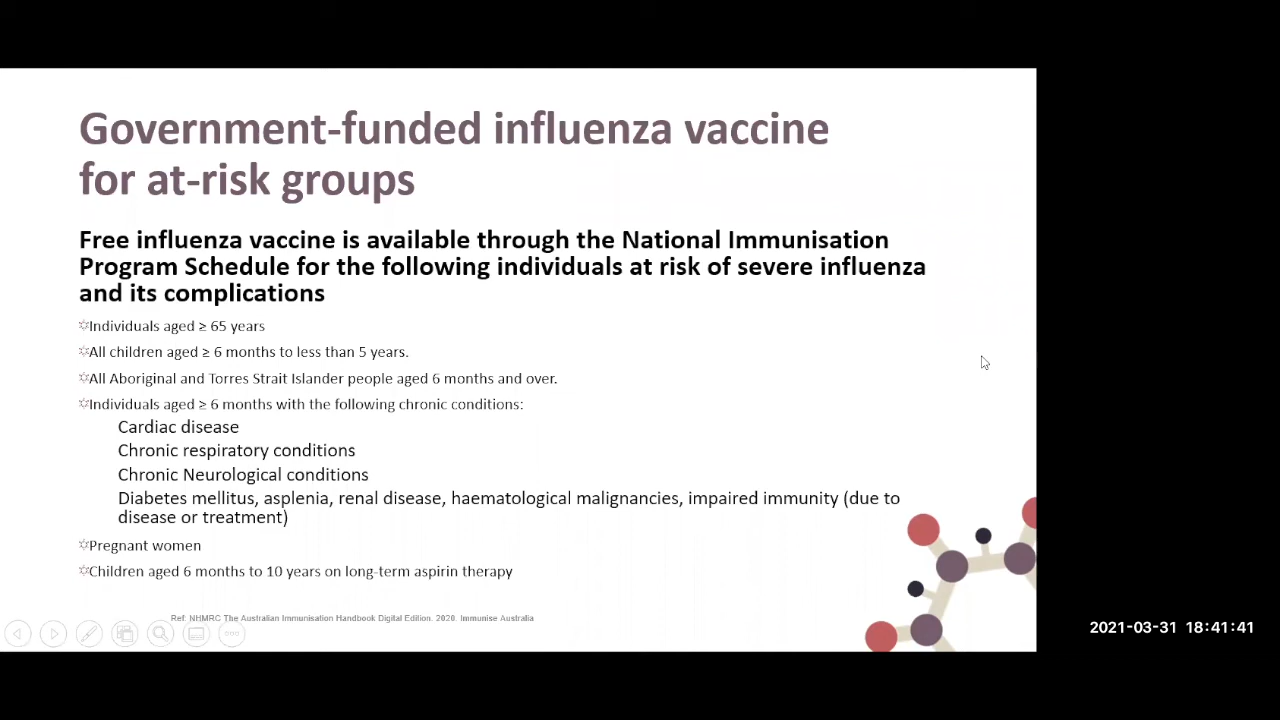 Government-funded influenza vaccine
for at-risk groups
Free influenza vaccine is available through the National Immunisation
Program Schedule for the following individuals at risk of severe influenza
and its complications
Individuals aged ≥ 65 years
All children aged ≥ 6 months to less than 5 years.
All Aboriginal and Torres Strait Islander people aged 6 months and over.
Individuals aged ≥ 6 months with the following chronic conditions:
Cardiac disease
Chronic respiratory conditions
Chronic Neurological conditions
Diabetes mellitus, asplenia, renal disease, haematological malignancies, impaired immunity (due to
disease or treatment)
Pregnant women
Children aged 6 months to 10 years on long-term aspirin therapy
Ref: NHMRC The Australian Immunisation Handbook Digital Edition. 2020. Immunise Australia
2021-03-31 18:41:41